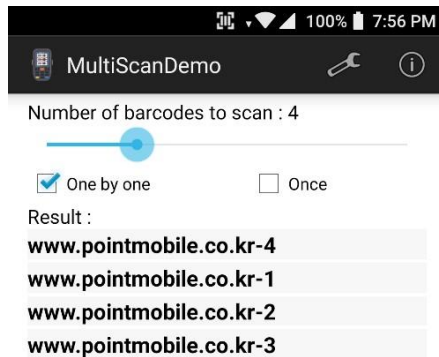 100% 7:56 PM
MultiScanDemo
Number of barcodes to scan : 4
One by one Once
Result :
www.pointmobile.co.kr-4
www.pointmobile.co.kr-1
www.pointmobile.co.kr-2
www.pointmobile.co.kr-3